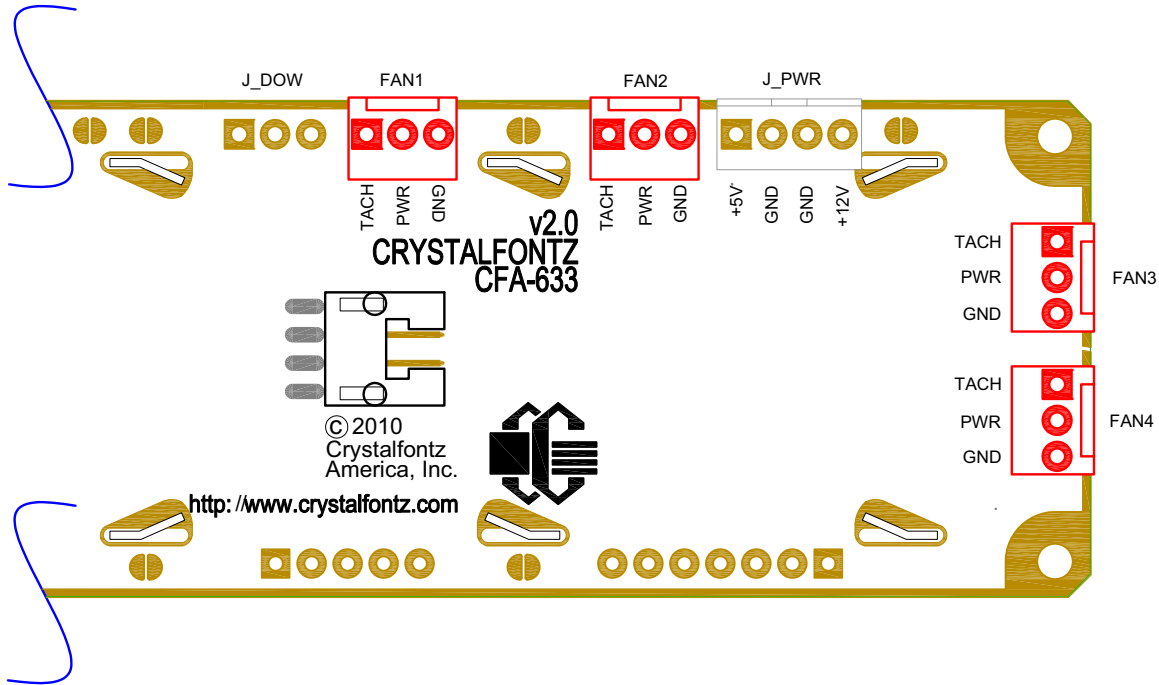 J_DOW
FAN1
FAN2
J_PWR
TACH
PWR
GND
TACH
PWR
GND
+5V
GND
GND
+12V
v2.0
CRYSTALFONTZ
CFA-633
TACH
PWR
GND
FAN3
TACH
PWR
GND
FAN4
© 2010
Crystalfontz
America, Inc.
http: //www.crystalfontz.com